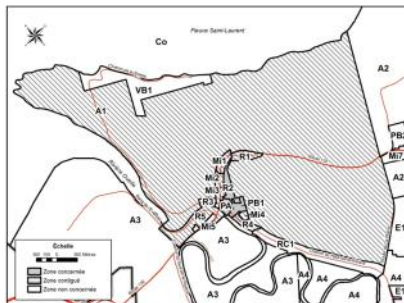 Fleuve Saint-Laurent
Co
VB1
A2
A1
PB2
Mi7
A2
Mi1
R1
Mi2
Mi3
R2
R3
PA
PB1
R5
Mi4
R4
Mi5
A3
A3
RC1
E1
A4
A4
A4
A4
A3
A3
E1
Échelle
Mètres
Zone concernée
Zone contiguë
Zone non concernée